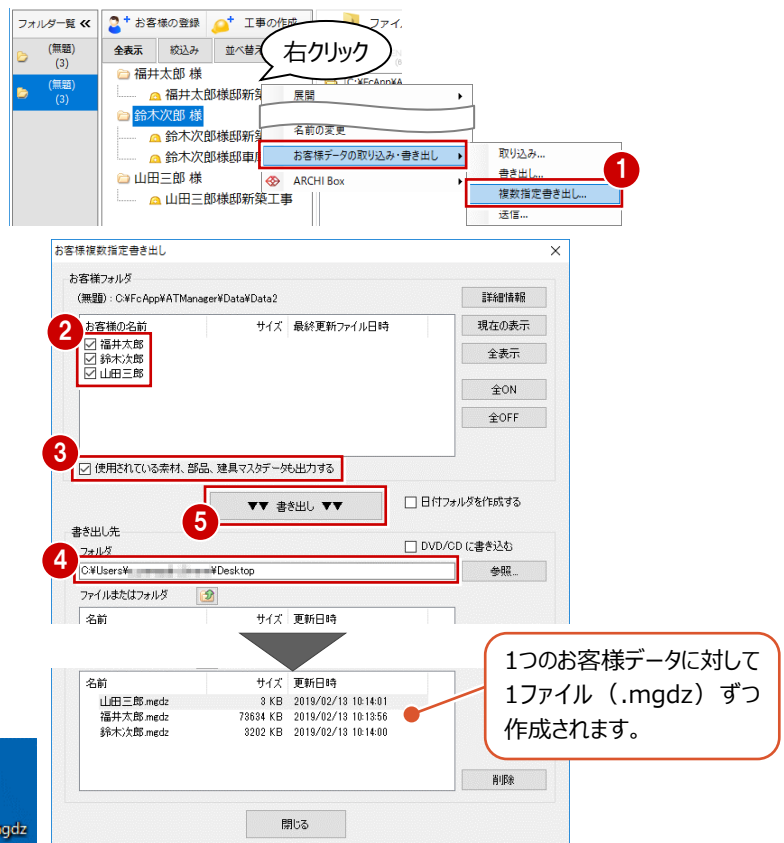 フォルダ一覧 ≪
お客様の登録
工事の作成
ファイ
(無題)
(3)
(無題)
(3)
全表示
絞込み
並べ替え
右クリック
福井太郎 様
福井太郎様邸新築
鈴木次郎 様
鈴木次郎様邸新築
鈴木次郎様邸車庫
山田三郎 様
山田三郎様邸新築工事
C:¥FcApp¥A
展開
名前の変更
お客様データの取り込み・書き出し
ARCHI Box
取り込み...
書き出し...
複数指定書き出し...
送信...
1
お客様複数指定書き出し
お客様フォルダ
(無題) : C:¥FcApp¥ATManager¥Data¥Data2
詳細情報
お客様の名前 サイズ 最終更新ファイル日時
現在の表示
2
福井太郎
鈴木次郎
山田三郎
全表示
全ON
全OFF
3
使用されている素材、部品、建具マスタデータも出力する
▼▼ 書き出し ▼▼
日付フォルダを作成する
5
書き出し先
フォルダ
DVD/CD に書き込む
4
C:¥Users¥ ¥Desktop
参照...
ファイルまたはフォルダ
名前 サイズ 更新日時
名前 サイズ 更新日時
山田三郎.mgdz 3 KB 2019/02/13 10:14:01
福井太郎.mgdz 73634 KB 2019/02/13 10:13:56
鈴木次郎.mgdz 3202 KB 2019/02/13 10:14:00
1つのお客様データに対して
1ファイル（.mgdz）ずつ
作成されます。
削除
閉じる
gdz